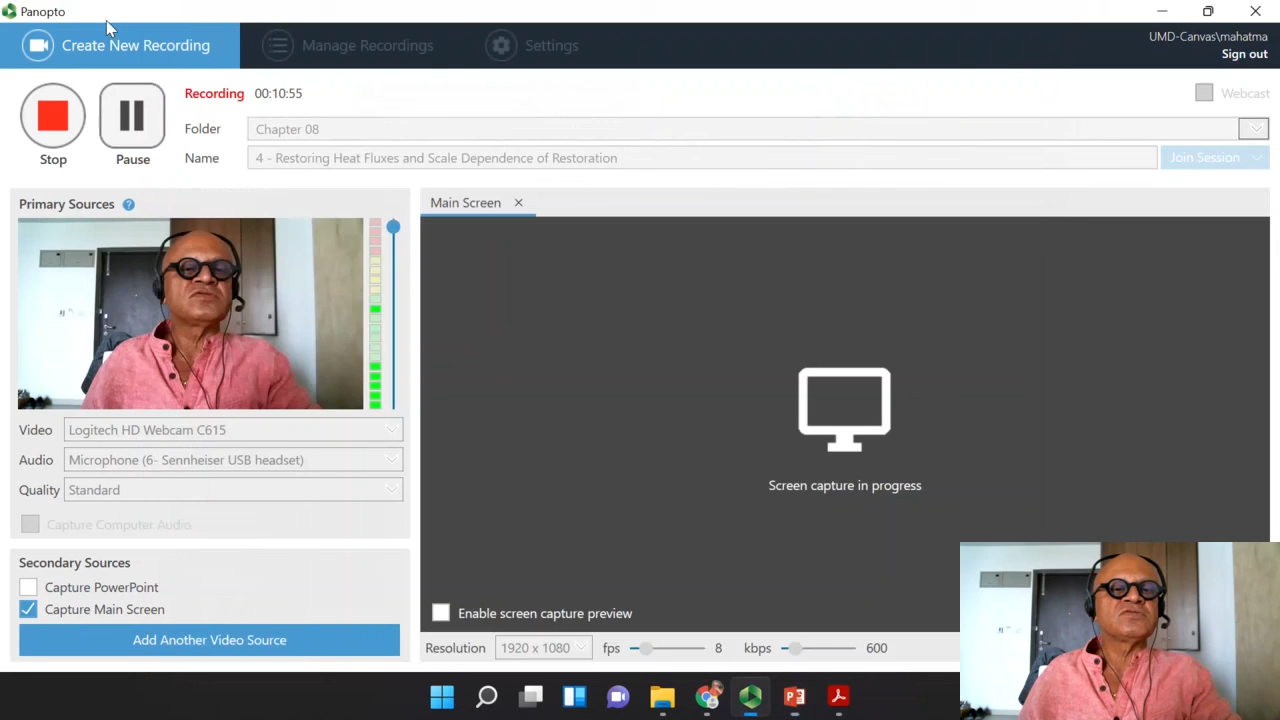 Panopto
Create New Recording
Manage Recordings
Settings
UMD-Canvas\mahatma
Sign out
Stop
Pause
Recording 00:10:55
Webcast
Folder Chapter 08
Name 4 - Restoring Heat Fluxes and Scale Dependence of Restoration
Join Session
Primary Sources ?
Video Logitech HD Webcam C615
Audio Microphone (6- Sennheiser USB headset)
Quality Standard
Capture Computer Audio
Secondary Sources
Capture PowerPoint
Capture Main Screen
Add Another Video Source
Main Screen
Screen capture in progress
Enable screen capture preview
Resolution 1920 x 1080 fps 8 kbps 600